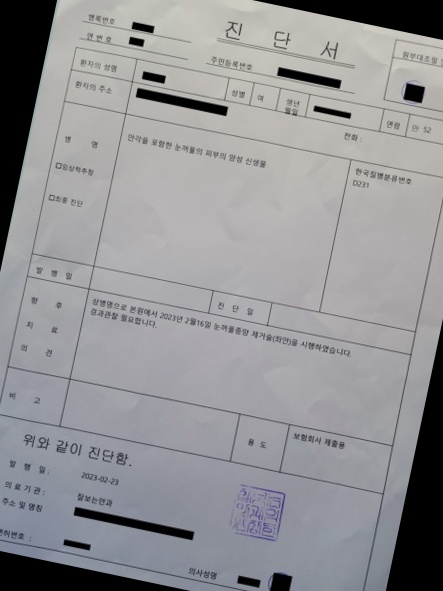 진 단 서
병록번호
연 번 호
주민등록번호
원부대조필
환자의 성명
성별 여 생년월일 연령 만 52
환자의 주소
전화 :
병 명
안각을 포함한 눈꺼풀의 피부의 양성 신생물
한국질병분류번호
D231
☐임상적추정
☐최종 진단
발 병 일
진 단 일
향 후 치 료 의 견
상병명으로 본원에서 2023년 2월16일 눈꺼풀종양 제거술(좌안)을 시행하였습니다.
경과관찰 필요합니다.
비 고
용 도
보험회사 제출용
위와 같이 진단함.
발 행 일 : 2023-02-23
의 료 기 관 : 잘보는안과
주소 및 명칭
면허번호 :
의사성명